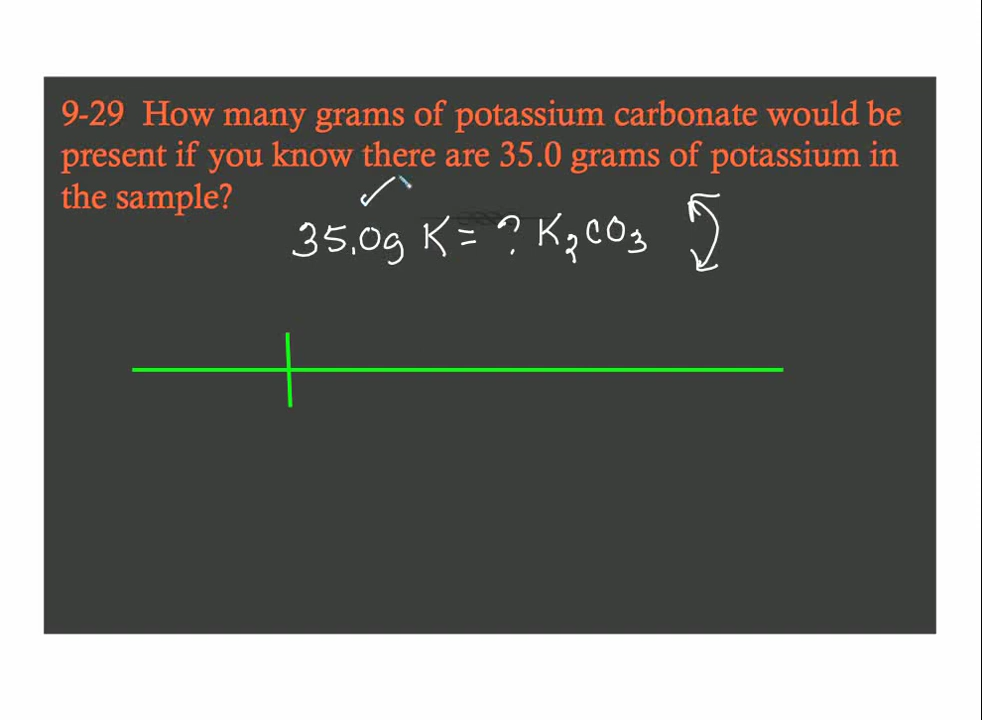 9-29 How many grams of potassium carbonate would be
present if you know there are 35.0 grams of potassium in
the sample?
35.0g K = ? K₂CO₃